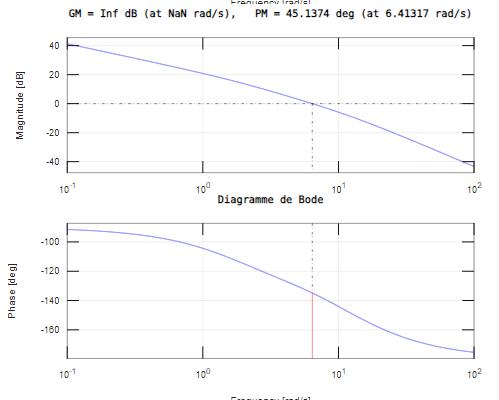 GM = Inf dB (at NaN rad/s),   PM = 45.1374 deg (at 6.41317 rad/s)
40
20
0
-20
-40
Magnitude [dB]
10^-1 10^0 10^1 10^2
Diagramme de Bode
-100
-120
-140
-160
Phase [deg]
10^-1 10^0 10^1 10^2